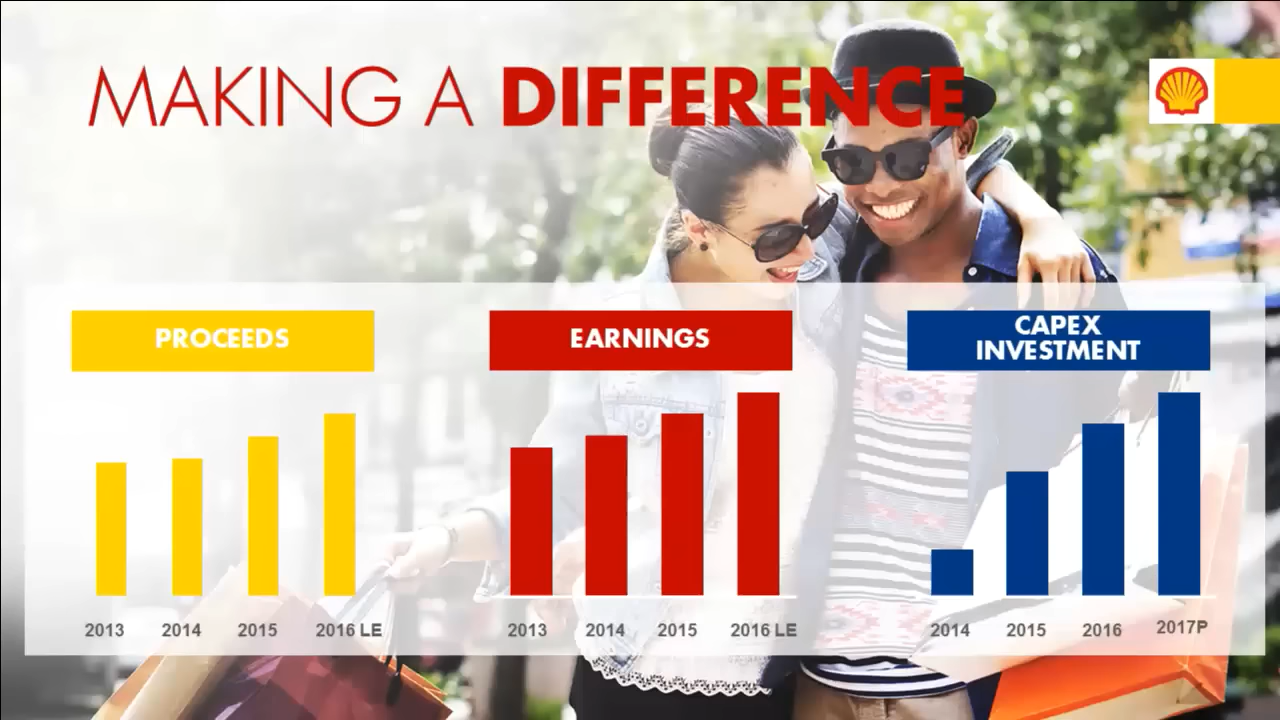 MAKING A DIFFERENCE
PROCEEDS
2013 2014 2015 2016 LE
EARNINGS
2013 2014 2015 2016 LE
CAPEX
INVESTMENT
2014 2015 2016 2017P